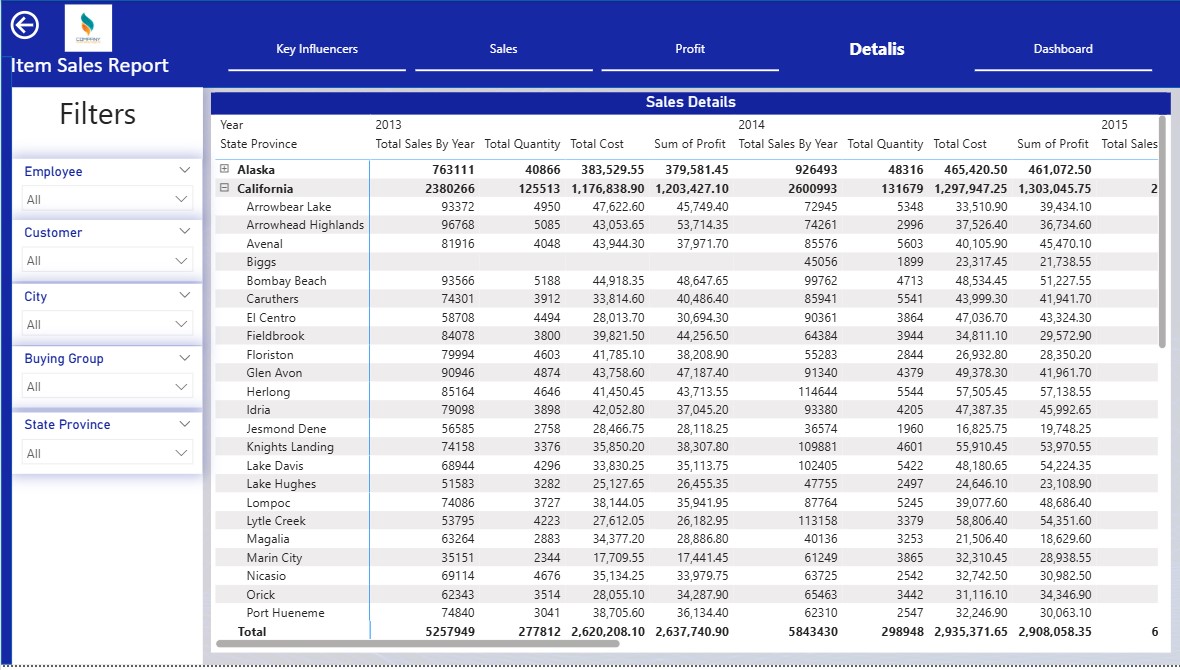 COMPANY
Item Sales Report
Key Influencers Sales Profit Details Dashboard
Filters
Employee
All
Customer
All
City
All
Buying Group
All
State Province
All
Sales Details
Year 2013 2014 2015
State Province Total Sales By Year Total Quantity Total Cost Sum of Profit Total Sales By Year Total Quantity Total Cost Sum of Profit Total Sales
Alaska 763111 40866 383,529.55 379,581.45 926493 48316 465,420.50 461,072.50
California 2380266 125513 1,176,838.90 1,203,427.10 2600993 131679 1,297,947.25 1,303,045.75 2
Arrowbear Lake 93372 4950 47,622.60 45,749.40 72945 5348 33,510.90 39,434.10
Arrowhead Highlands 96768 5085 43,053.65 53,714.35 74261 2996 37,526.40 36,734.60
Avenal 81916 4048 43,944.30 37,971.70 85576 5603 40,105.90 45,470.10
Biggs 45056 1899 23,317.45 21,738.55
Bombay Beach 93566 5188 44,918.35 48,647.65 99762 4713 48,534.45 51,227.55
Caruthers 74301 3912 33,814.60 40,486.40 85941 5541 43,999.30 41,941.70
El Centro 58708 4494 28,013.70 30,694.30 90361 3864 47,036.70 43,324.30
Fieldbrook 84078 3800 39,821.50 44,256.50 64384 3944 34,811.10 29,572.90
Floriston 79994 4603 41,785.10 38,208.90 55283 2844 26,932.80 28,350.20
Glen Avon 90946 4874 43,758.60 47,187.40 91340 4379 49,378.30 41,961.70
Herlong 85164 4646 41,450.45 43,713.55 114644 5544 57,505.45 57,138.55
Idria 79098 3898 42,052.80 37,045.20 93380 4205 47,387.35 45,992.65
Jesmond Dene 56585 2758 28,466.75 28,118.25 36574 1960 16,825.75 19,748.25
Knights Landing 74158 3376 35,850.20 38,307.80 109881 4601 55,910.45 53,970.55
Lake Davis 68944 4296 33,830.25 35,113.75 102405 5422 48,180.65 54,224.35
Lake Hughes 51583 3282 25,127.65 26,455.35 47755 2497 24,646.10 23,108.90
Lompoc 74086 3727 38,144.05 35,941.95 87764 5245 39,077.60 48,686.40
Lytle Creek 53795 4223 27,612.05 26,182.95 113158 3379 58,806.40 54,351.60
Magalia 63264 2883 34,377.20 28,886.80 40136 3253 21,506.40 18,629.60
Marin City 35151 2344 17,709.55 17,441.45 61249 3865 32,310.45 28,938.55
Nicasio 69114 4676 35,134.25 33,979.75 63725 2542 32,742.50 30,982.50
Orick 62343 3514 28,055.10 34,287.90 65463 3442 31,116.10 34,346.90
Port Hueneme 74840 3041 38,705.60 36,134.40 62310 2547 32,246.90 30,063.10
Total 5257949 277812 2,620,208.10 2,637,740.90 5843430 298948 2,935,371.65 2,908,058.35 6